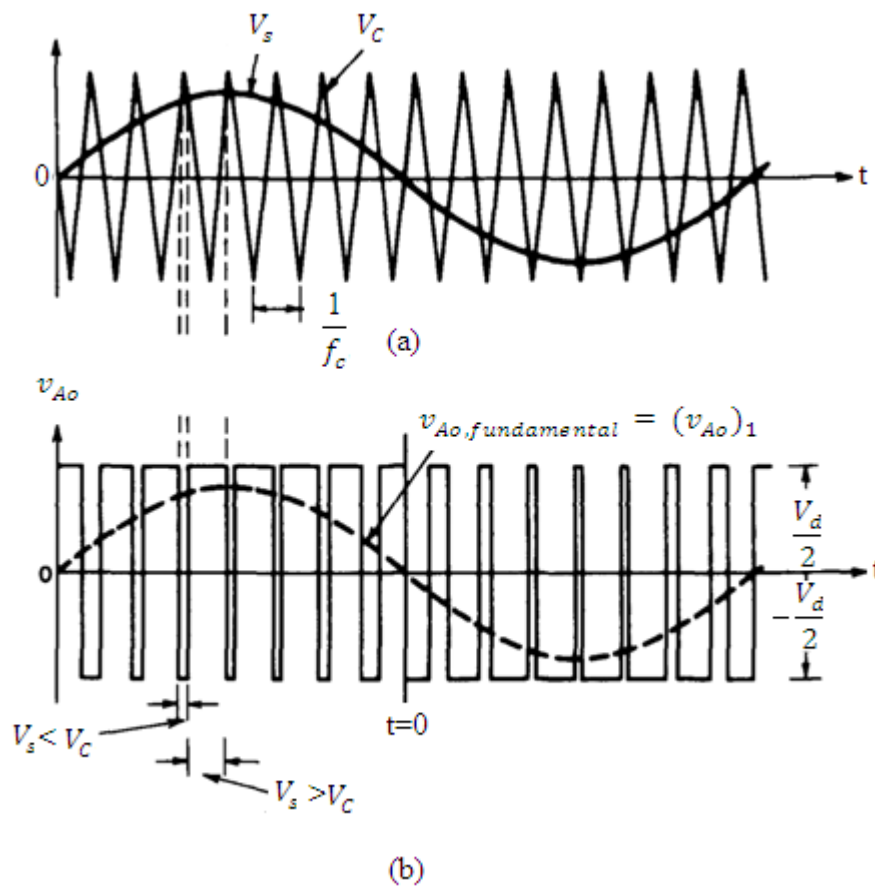 V_s V_C
0 t
1/f_c
(a)
v_Ao
v_Ao,fundamental = (v_Ao)_1
V_d/2
0 t
-V_d/2
t=0
V_s < V_C
V_s > V_C
(b)